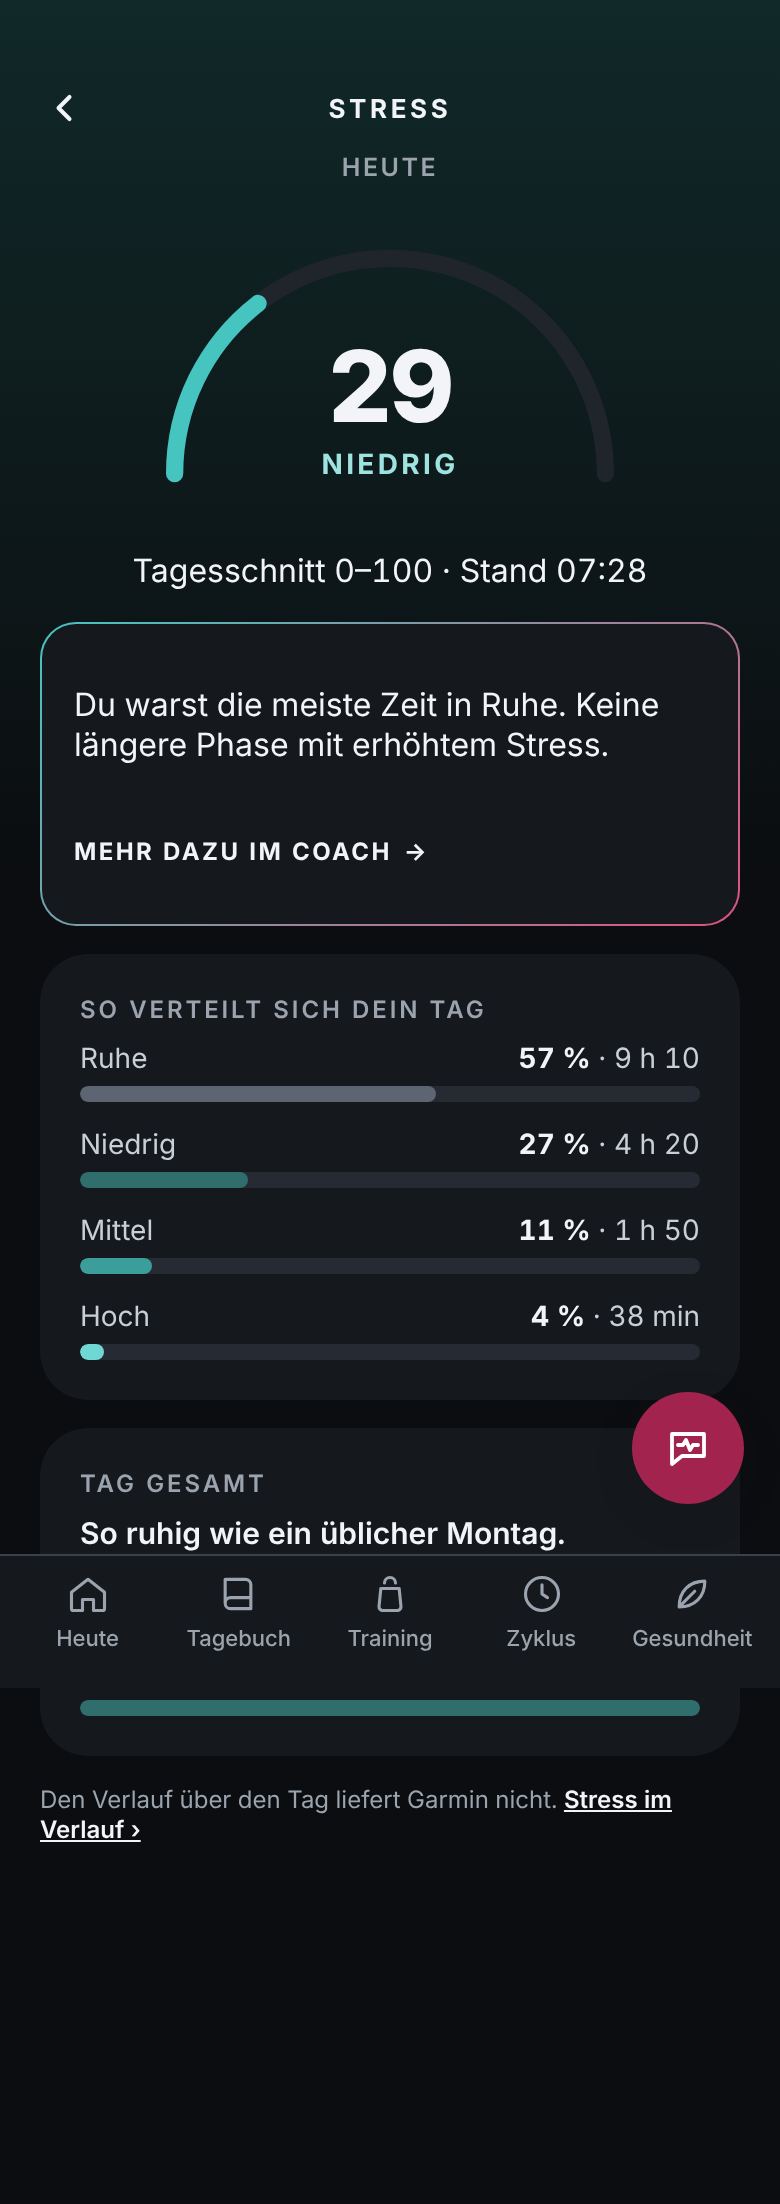 STRESS
HEUTE
29
NIEDRIG
Tagesschnitt 0–100 · Stand 07:28
Du warst die meiste Zeit in Ruhe. Keine
längere Phase mit erhöhtem Stress.
MEHR DAZU IM COACH →
SO VERTEILT SICH DEIN TAG
Ruhe 57 % · 9 h 10
Niedrig 27 % · 4 h 20
Mittel 11 % · 1 h 50
Hoch 4 % · 38 min
TAG GESAMT
So ruhig wie ein üblicher Montag.
Heute Tagebuch Training Zyklus Gesundheit
Den Verlauf über den Tag liefert Garmin nicht. Stress im
Verlauf ›